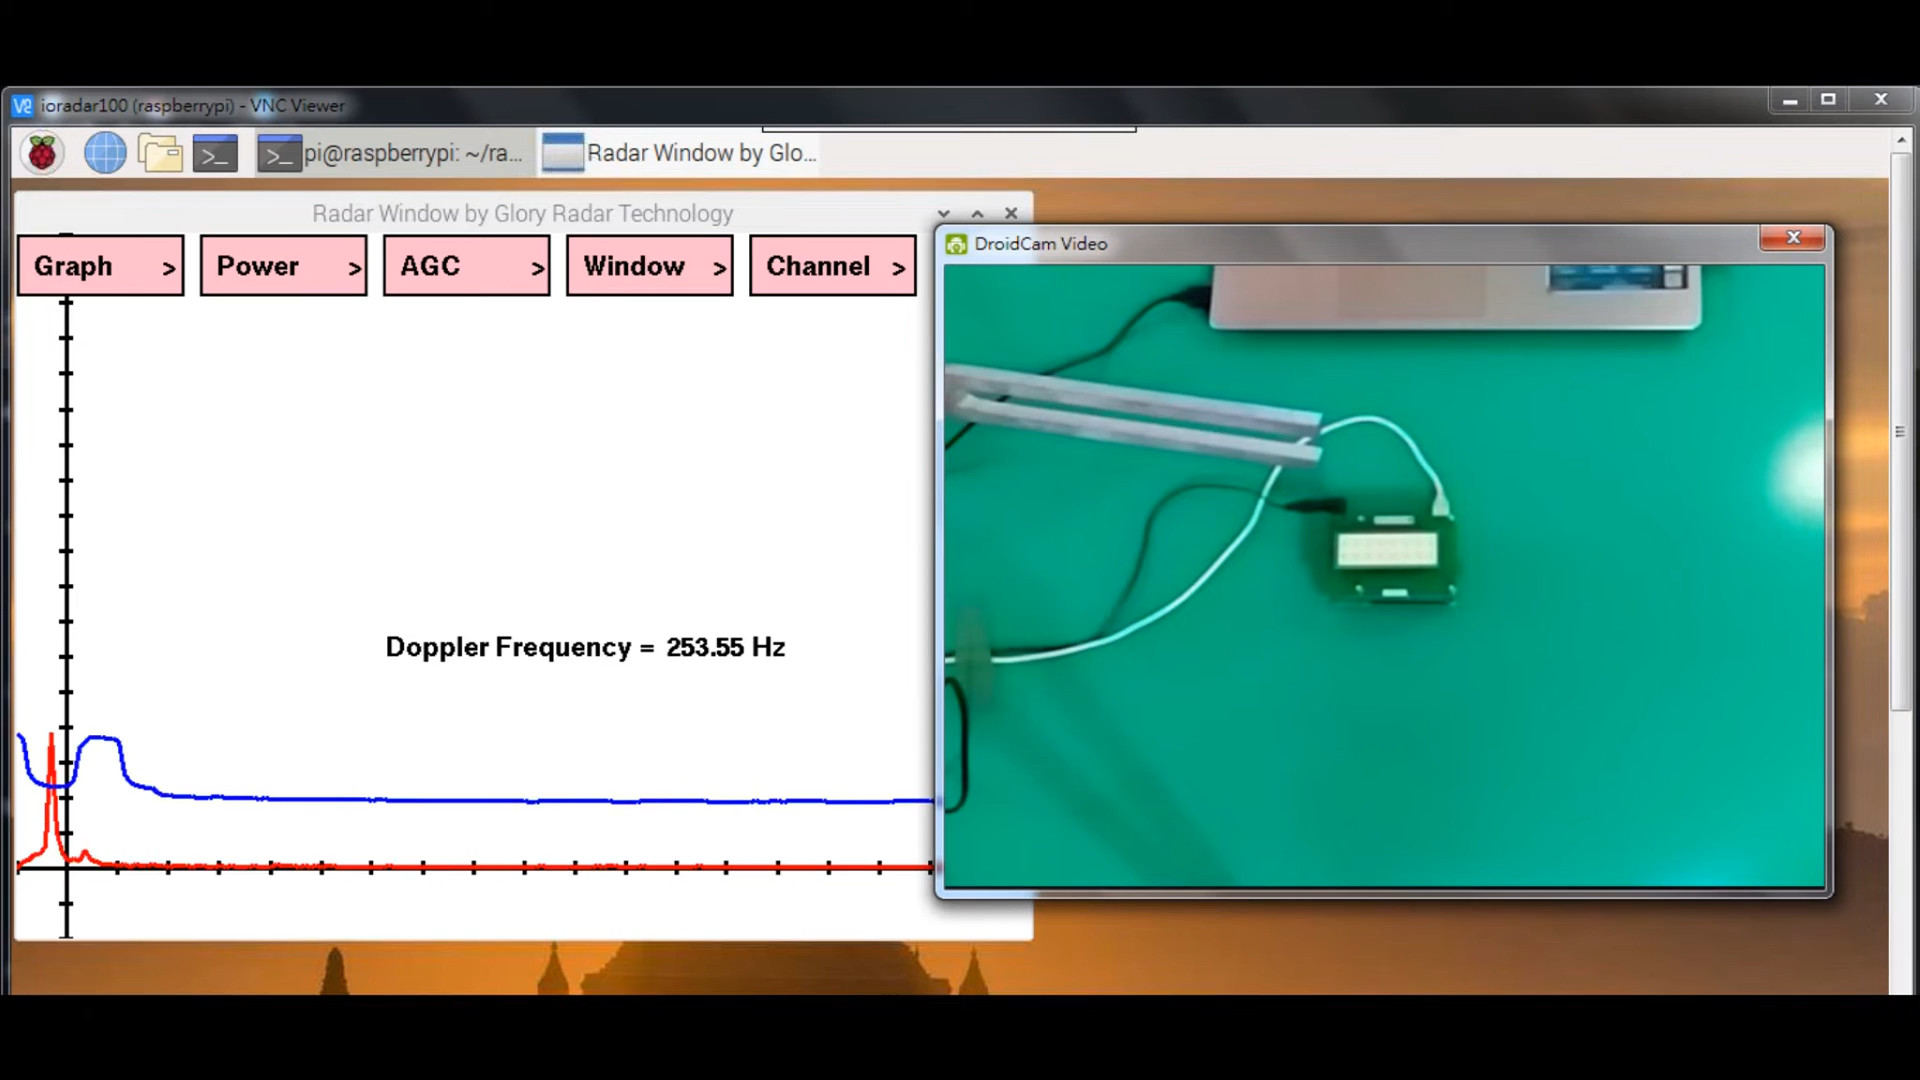 ioradar100 (raspberrypi) - VNC Viewer
pi@raspberrypi: ~/ra...
Radar Window by Glo...
Radar Window by Glory Radar Technology
Graph >
Power >
AGC >
Window >
Channel >
DroidCam Video
Doppler Frequency = 253.55 Hz